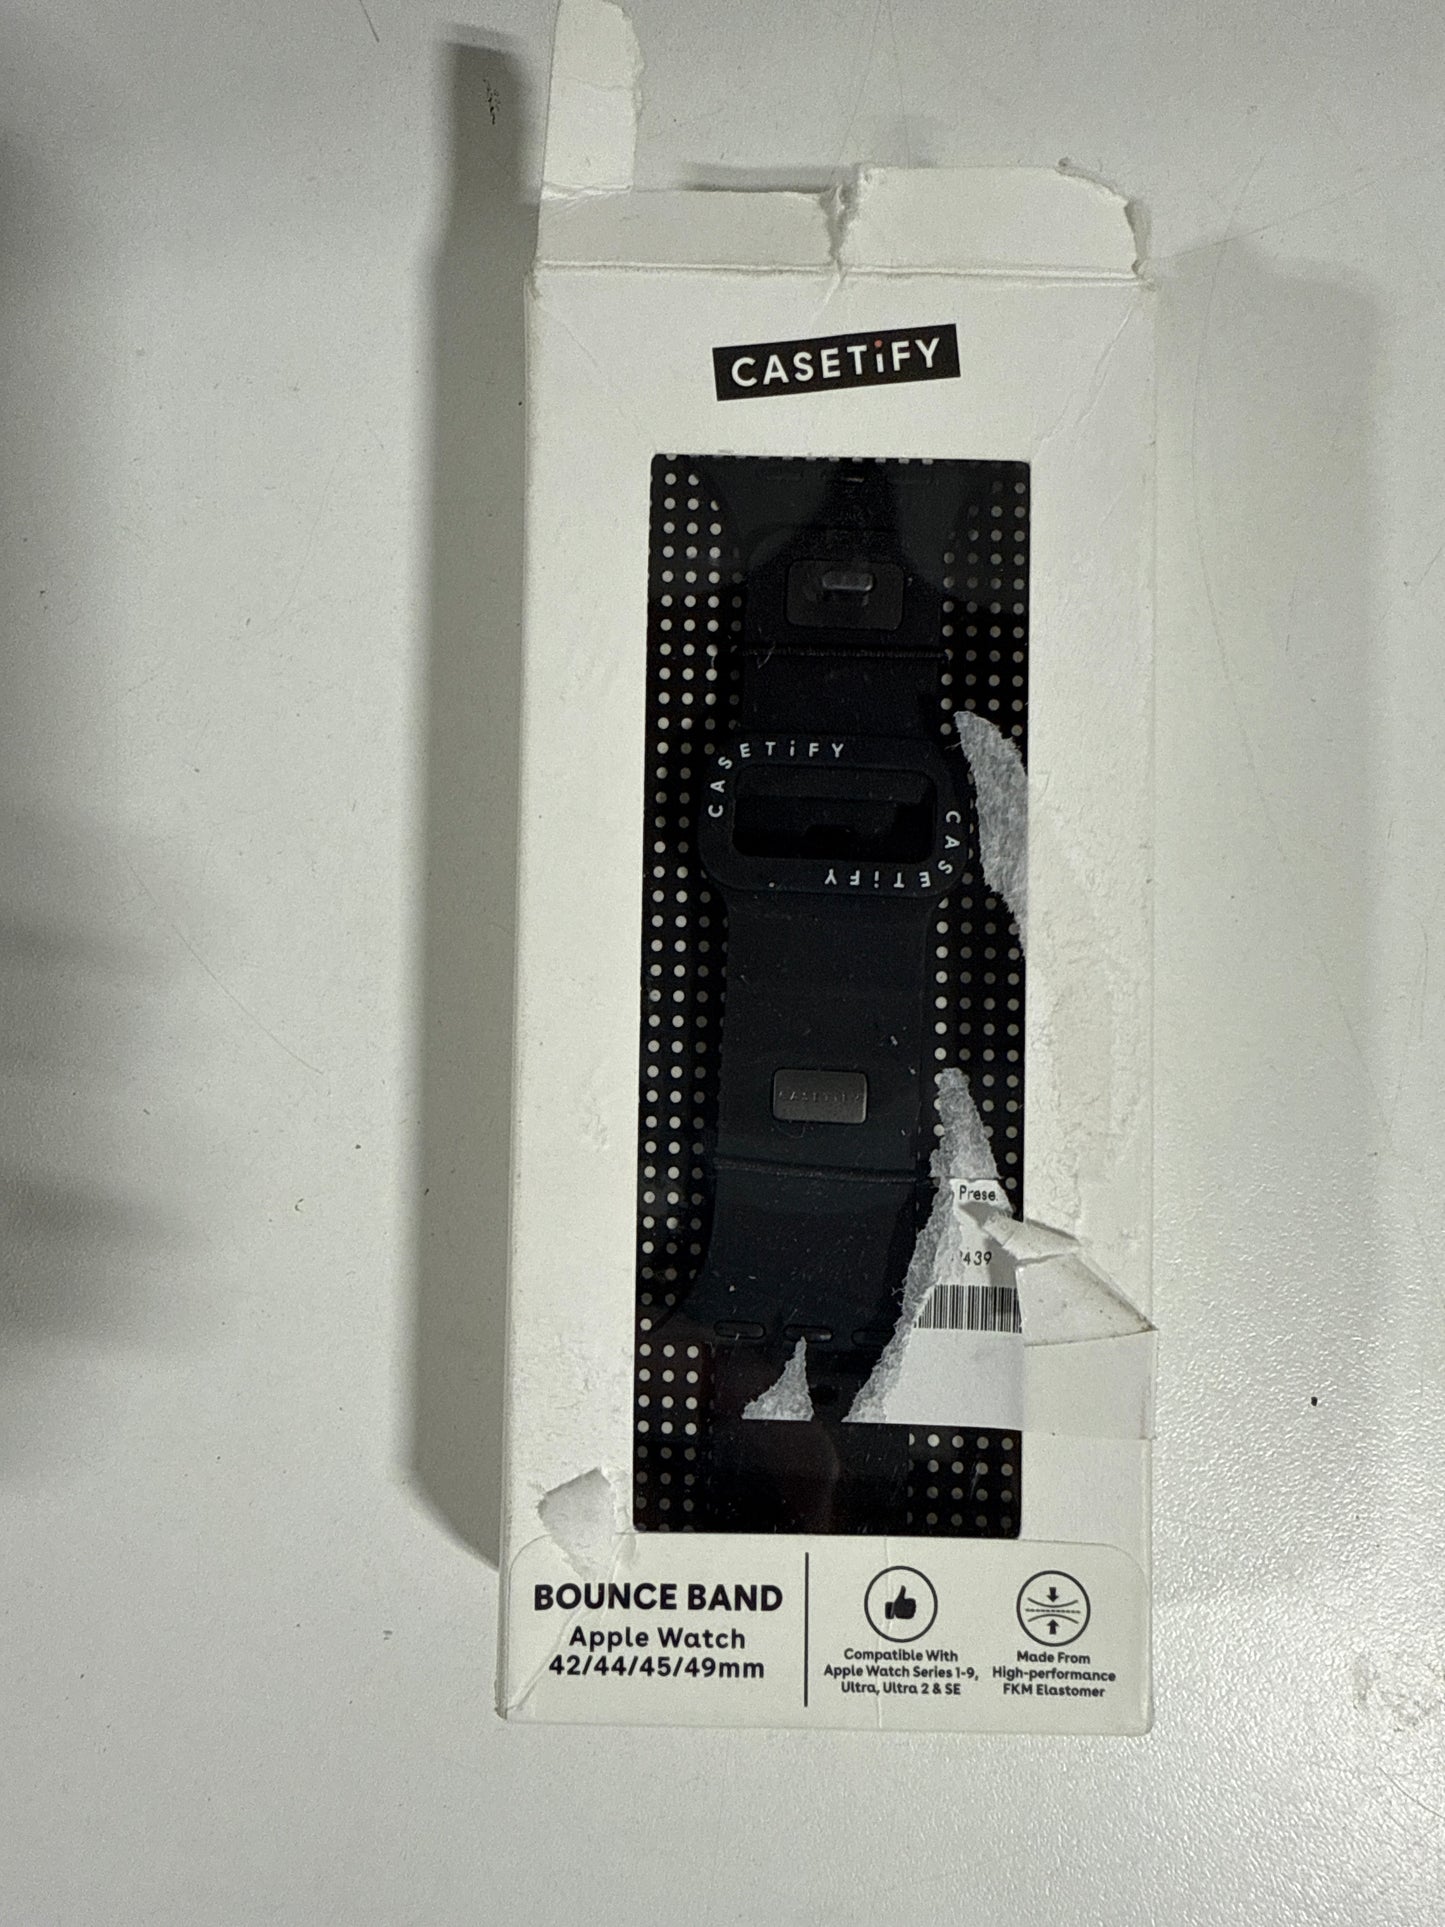 CASETiFY
CASETiFY
CASETiFY
CASETiFY
Prese
439
BOUNCE BAND
Apple Watch
42/44/45/49mm
Compatible With
Apple Watch Series 1-9,
Ultra, Ultra 2 & SE
Made From
High-performance
FKM Elastomer